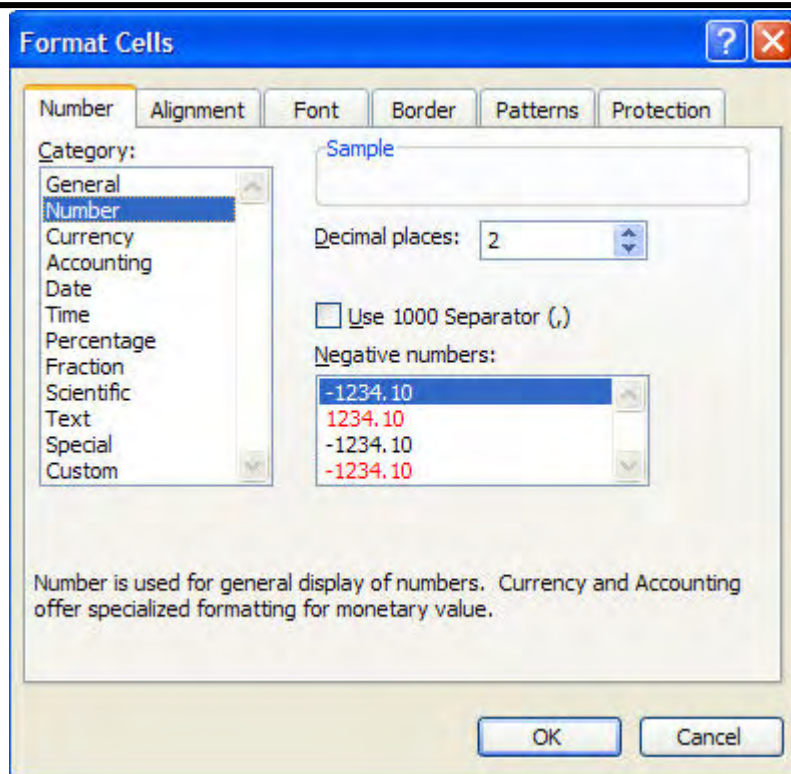 Format Cells
?
Number Alignment Font Border Patterns Protection
Category:
General
Number
Currency
Accounting
Date
Time
Percentage
Fraction
Scientific
Text
Special
Custom
Sample
Decimal places: 2
Use 1000 Separator (,)
Negative numbers:
-1234.10
1234.10
-1234.10
-1234.10
Number is used for general display of numbers. Currency and Accounting
offer specialized formatting for monetary value.
OK Cancel